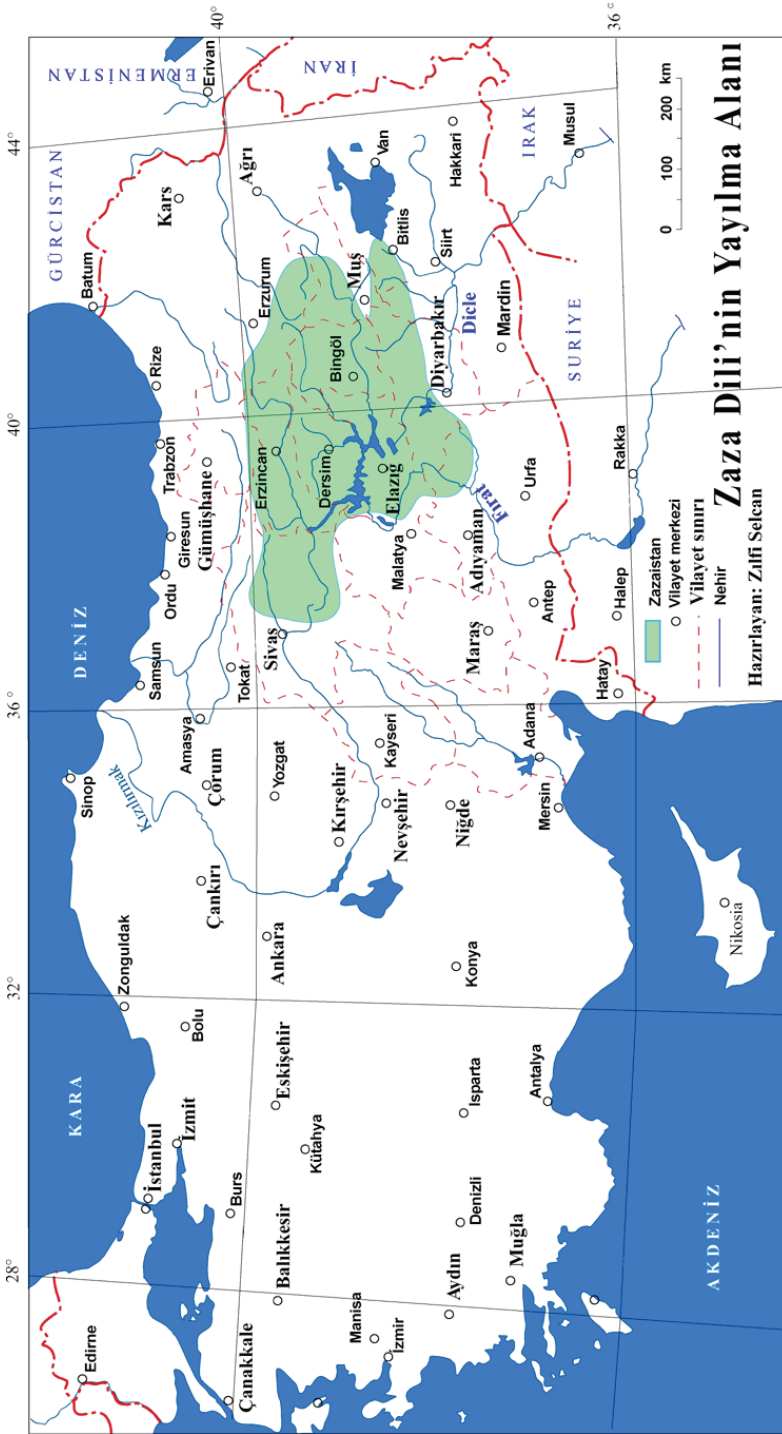 Zaza Dili’nin Yayılma Alanı
0 100 200 km
Zazaistan
Vilayet merkezi
Vilayet sınırı
Nehir
Hazırlayan: Zılfi Selcan
28°
32°
36°
40°
44°
40°
36°
KARA
DENİZ
AKDENİZ
GÜRCİSTAN
ERMENİSTAN
İRAN
IRAK
SURİYE
Edirne
İstanbul
İzmit
Zonguldak
Bolu
Sinop
Kızılırmak
Samsun
Amasya
Ordu
Giresun
Trabzon
Rize
Batum
Kars
Erivan
Çanakkale
Burs
Balıkkesir
Eskişehir
Kütahya
Ankara
Çankırı
Çorum
Yozgat
Tokat
Sivas
Gümüşhane
Erzincan
Erzurum
Ağrı
Manisa
İzmir
Aydın
Denizli
Muğla
Isparta
Antalya
Konya
Kırşehir
Nevşehir
Niğde
Kayseri
Mersin
Adana
Maraş
Malatya
Adıyaman
Antep
Hatay
Halep
Urfa
Fırat
Elazıg
Dersim
Bingöl
Muş
Diyarbakır
Dicle
Mardin
Siirt
Bitlis
Van
Hakkari
Musul
Rakka
Nikosia